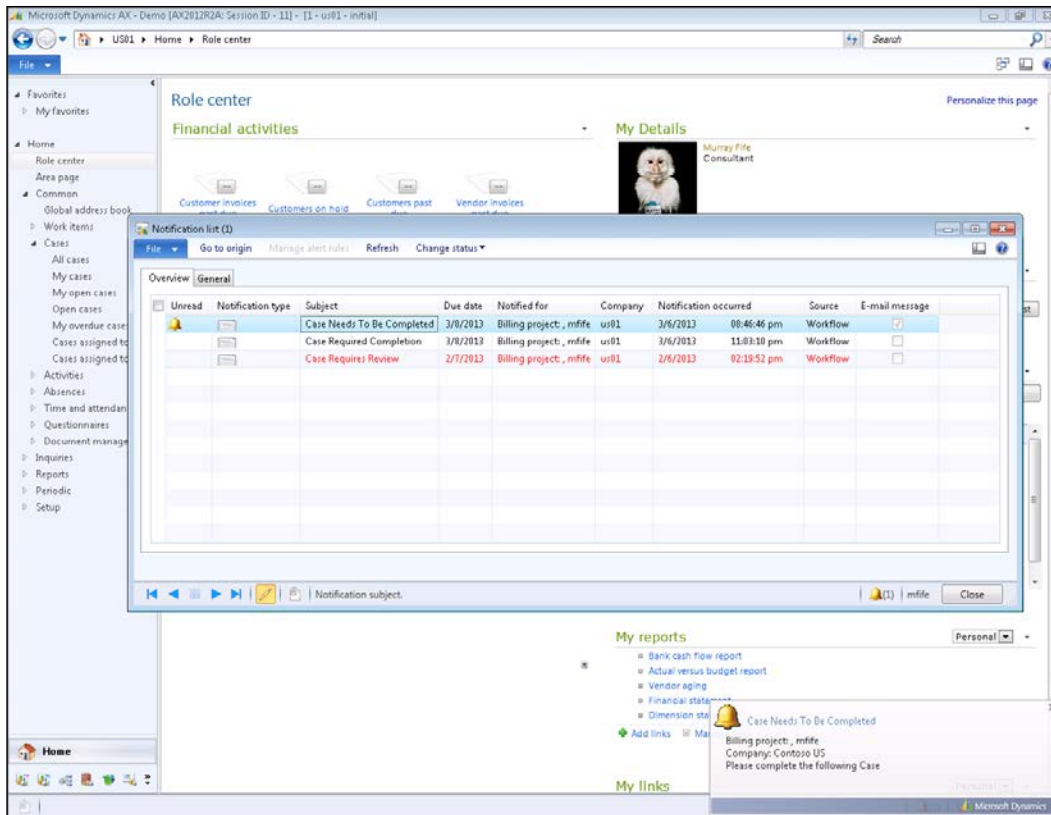 Microsoft Dynamics AX - Demo [AX2012R2A: Session ID - 11] - [1 - us01 - initial]
US01 Home Role center
Search
File
Favorites
My favorites
Home
Role center
Area page
Common
Global address book
Work items
Cases
All cases
My cases
My open cases
Open cases
My overdue case
Cases assigned to
Cases assigned to
Activities
Absences
Time and attendan
Questionnaires
Document manage
Inquiries
Reports
Periodic
Setup
Home
Role center
Personalize this page
Financial activities
My Details
Murray Fife
Consultant
Customer invoices
Customers on hold
Customers past
Vendor invoices
Notification list (1)
File Go to origin Manage alert rules Refresh Change status
Overview General
Unread Notification type Subject Due date Notified for Company Notification occurred Source E-mail message
Case Needs To Be Completed 3/8/2013 Billing project: , mfife us01 3/6/2013 08:46:46 pm Workflow
Case Required Completion 3/8/2013 Billing project: , mfife us01 3/6/2013 11:03:10 pm Workflow
Case Requires Review 2/7/2013 Billing project: , mfife us01 2/6/2013 02:19:52 pm Workflow
Notification subject.
(1) mfife Close
My reports
Personal
Bank cash flow report
Actual versus budget report
Vendor aging
Financial
Dimension
Add links
My links
Case Needs To Be Completed
Billing project: , mfife
Company: Contoso US
Please complete the following Case
Microsoft Dynamics